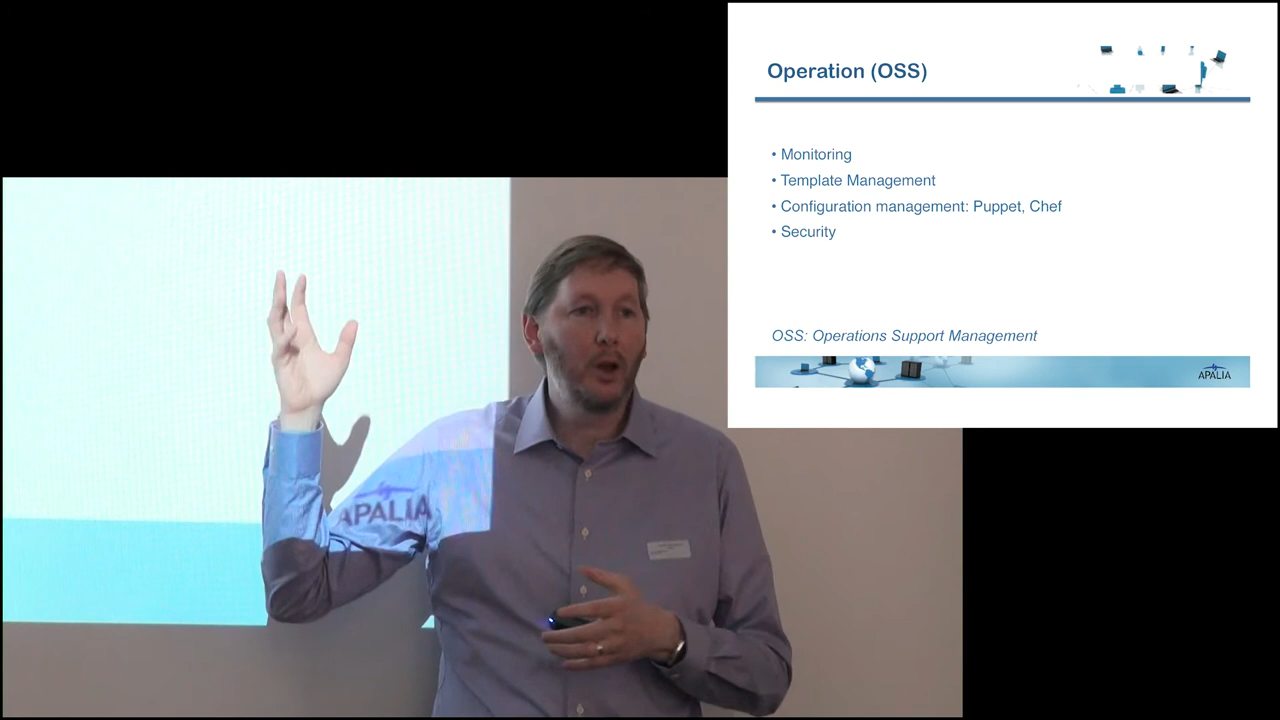 Operation (OSS)
• Monitoring
• Template Management
• Configuration management: Puppet, Chef
• Security
OSS: Operations Support Management
APALIA
APALIA